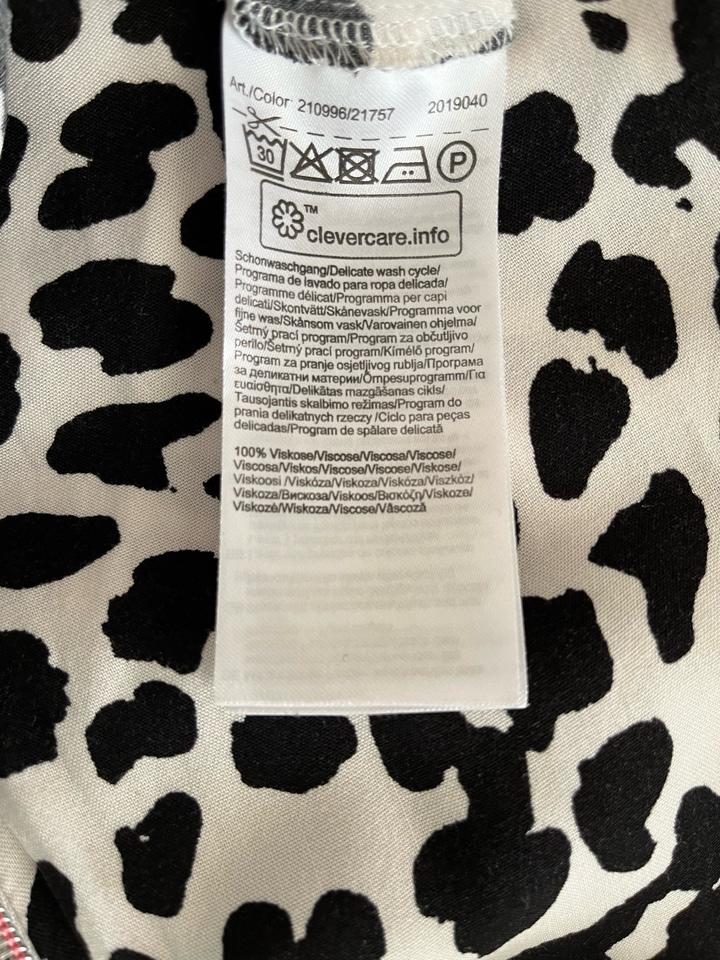 Art./Color 210996/21757 2019040
30 P
TM
clevercare.info
Schonwaschgang/Delicate wash cycle/
Programa de lavado para ropa delicada/
Programme délicat/Programma per capi
delicati/Skontvätt/Skånevask/Programma voor
fijne was/Skånsom vask/Varovainen ohjelma/
Šetrný prací program/Program za občutljivo
perilo/Šetrný prací program/Kímélő program/
Program za pranje osjetljivog rublja/Програма
за деликатни материи/Õrnpesuprogramm/Για
ευαίσθητα/Delikātas mazgāšanas cikls/
Tausojantis skalbimo režimas/Program do
prania delikatnych rzeczy /Ciclo para peças
delicadas/Program de spălare delicată
100% Viskose/Viscose/Viscosa/Viscose/
Viscosa/Viskos/Viscose/Viscose/Viskose/
Viskoosi /Viskóza/Viskoza/Viskóza/Viszkóz/
Viskoza/Вискоза/Viskoos/Βισκόζη/Viskoze/
Viskozė/Wiskoza/Viscose/Vâscoză